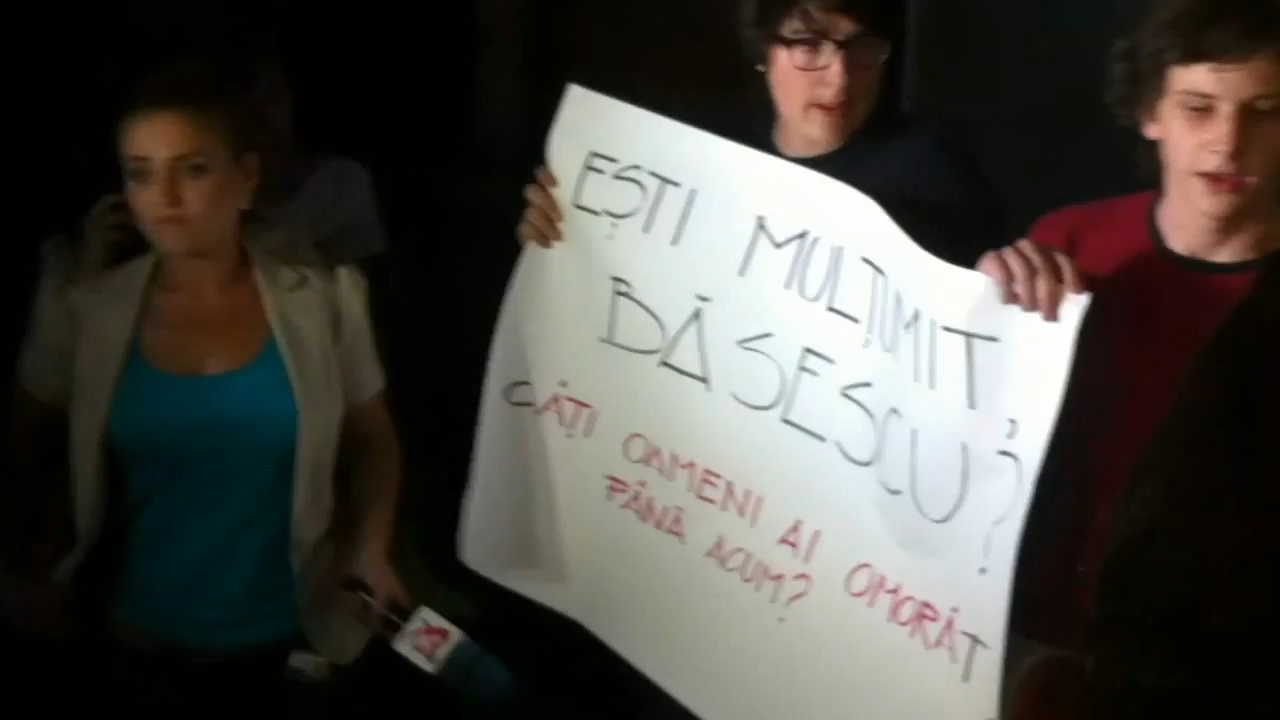 EȘTI MULȚUMIT,
BĂSESCU?
CÂȚI OAMENI AI OMORÂT
PÂNĂ ACUM?